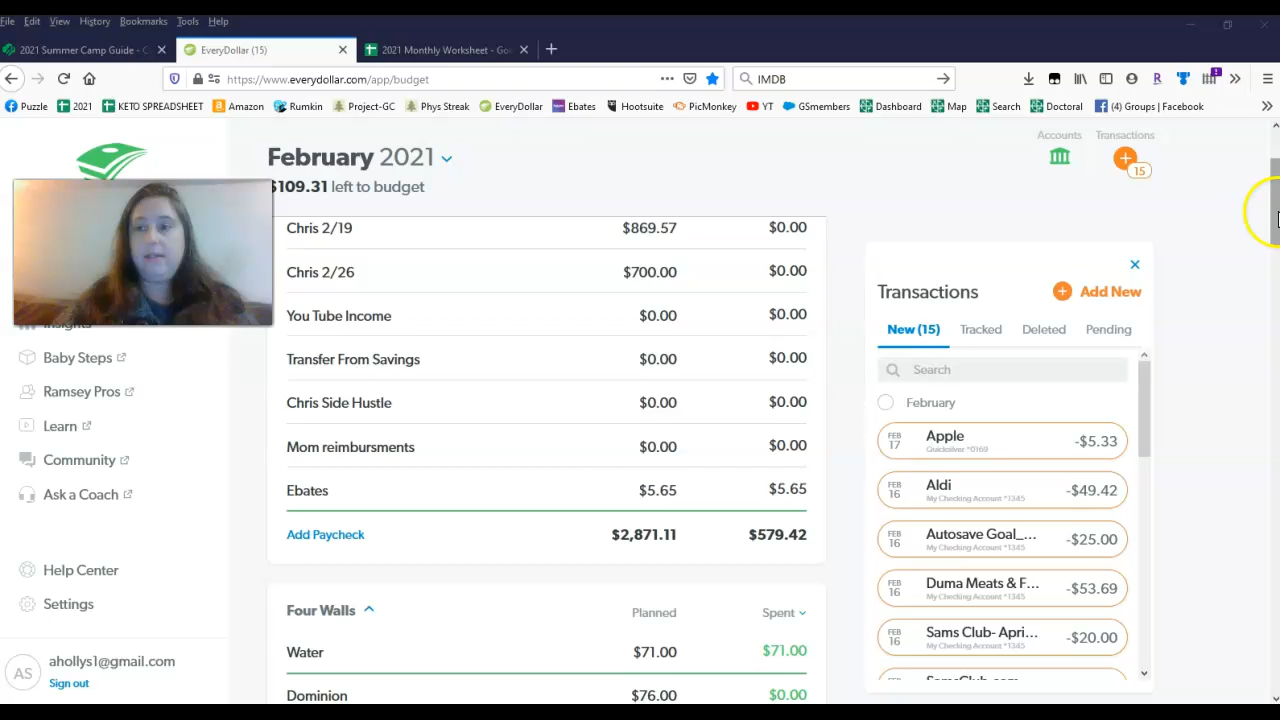 File Edit View History Bookmarks Tools Help
2021 Summer Camp Guide - G
EveryDollar (15)
2021 Monthly Worksheet - Goo
https://www.everydollar.com/app/budget
IMDB
Puzzle 2021 KETO SPREADSHEET Amazon Rumkin Project-GC Phys Streak EveryDollar Ebates Hootsuite PicMonkey YT GSmembers Dashboard Map Search Doctoral (4) Groups | Facebook
February 2021
$109.31 left to budget
Accounts
Transactions
15
Chris 2/19 $869.57 $0.00
Chris 2/26 $700.00 $0.00
You Tube Income $0.00 $0.00
Transfer From Savings $0.00 $0.00
Chris Side Hustle $0.00 $0.00
Mom reimbursments $0.00 $0.00
Ebates $5.65 $5.65
Add Paycheck $2,871.11 $579.42
Four Walls Planned Spent
Water $71.00 $71.00
Dominion $76.00 $0.00
Insights
Baby Steps
Ramsey Pros
Learn
Community
Ask a Coach
Help Center
Settings
AS
ahollys1@gmail.com
Sign out
Transactions
Add New
New (15) Tracked Deleted Pending
Search
February
FEB 17 Apple -$5.33
Quicksilver *0169
FEB 16 Aldi -$49.42
My Checking Account *1345
FEB 16 Autosave Goal_... -$25.00
My Checking Account *1345
FEB 16 Duma Meats & F... -$53.69
My Checking Account *1345
FEB 16 Sams Club- Apri... -$20.00
My Checking Account *1345
SamsClub.com